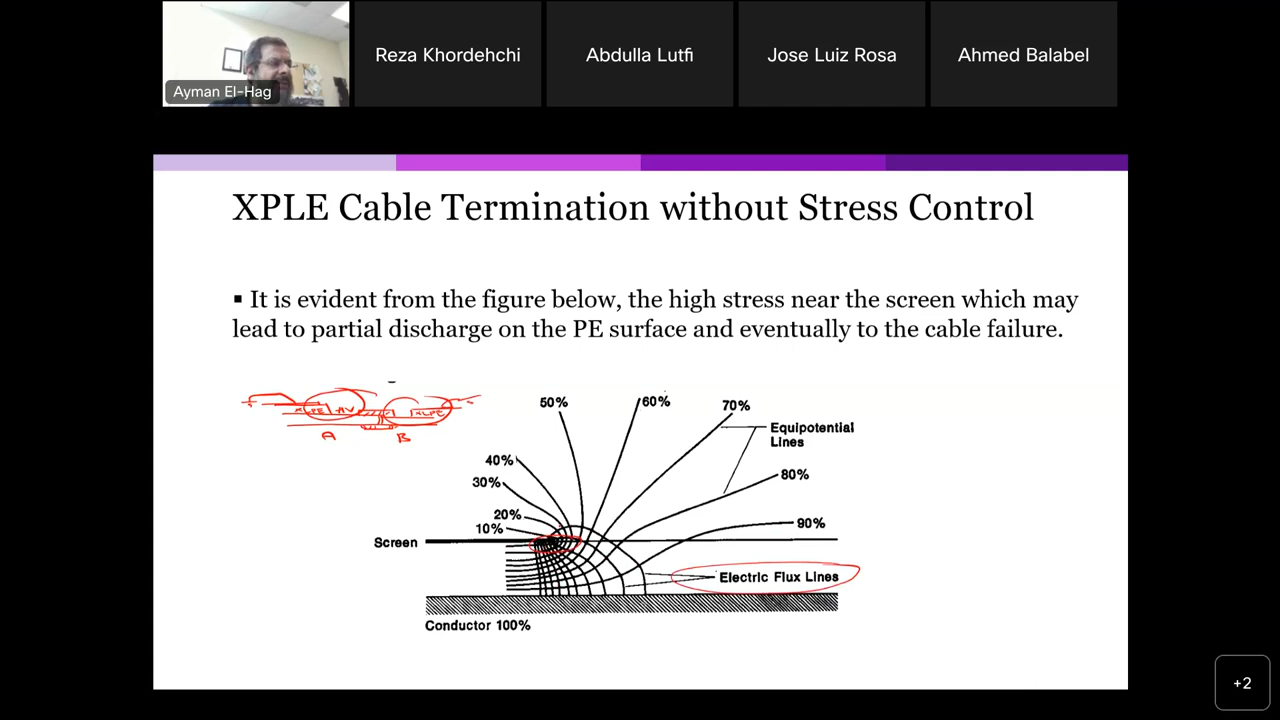 Ayman El-Hag
Reza Khordehchi
Abdulla Lutfi
Jose Luiz Rosa
Ahmed Balabel
XPLE Cable Termination without Stress Control
▪ It is evident from the figure below, the high stress near the screen which may
lead to partial discharge on the PE surface and eventually to the cable failure.
A
B
50%
60%
70%
Equipotential
Lines
40%
30%
80%
20%
10%
90%
Screen
Electric Flux Lines
Conductor 100%
+2